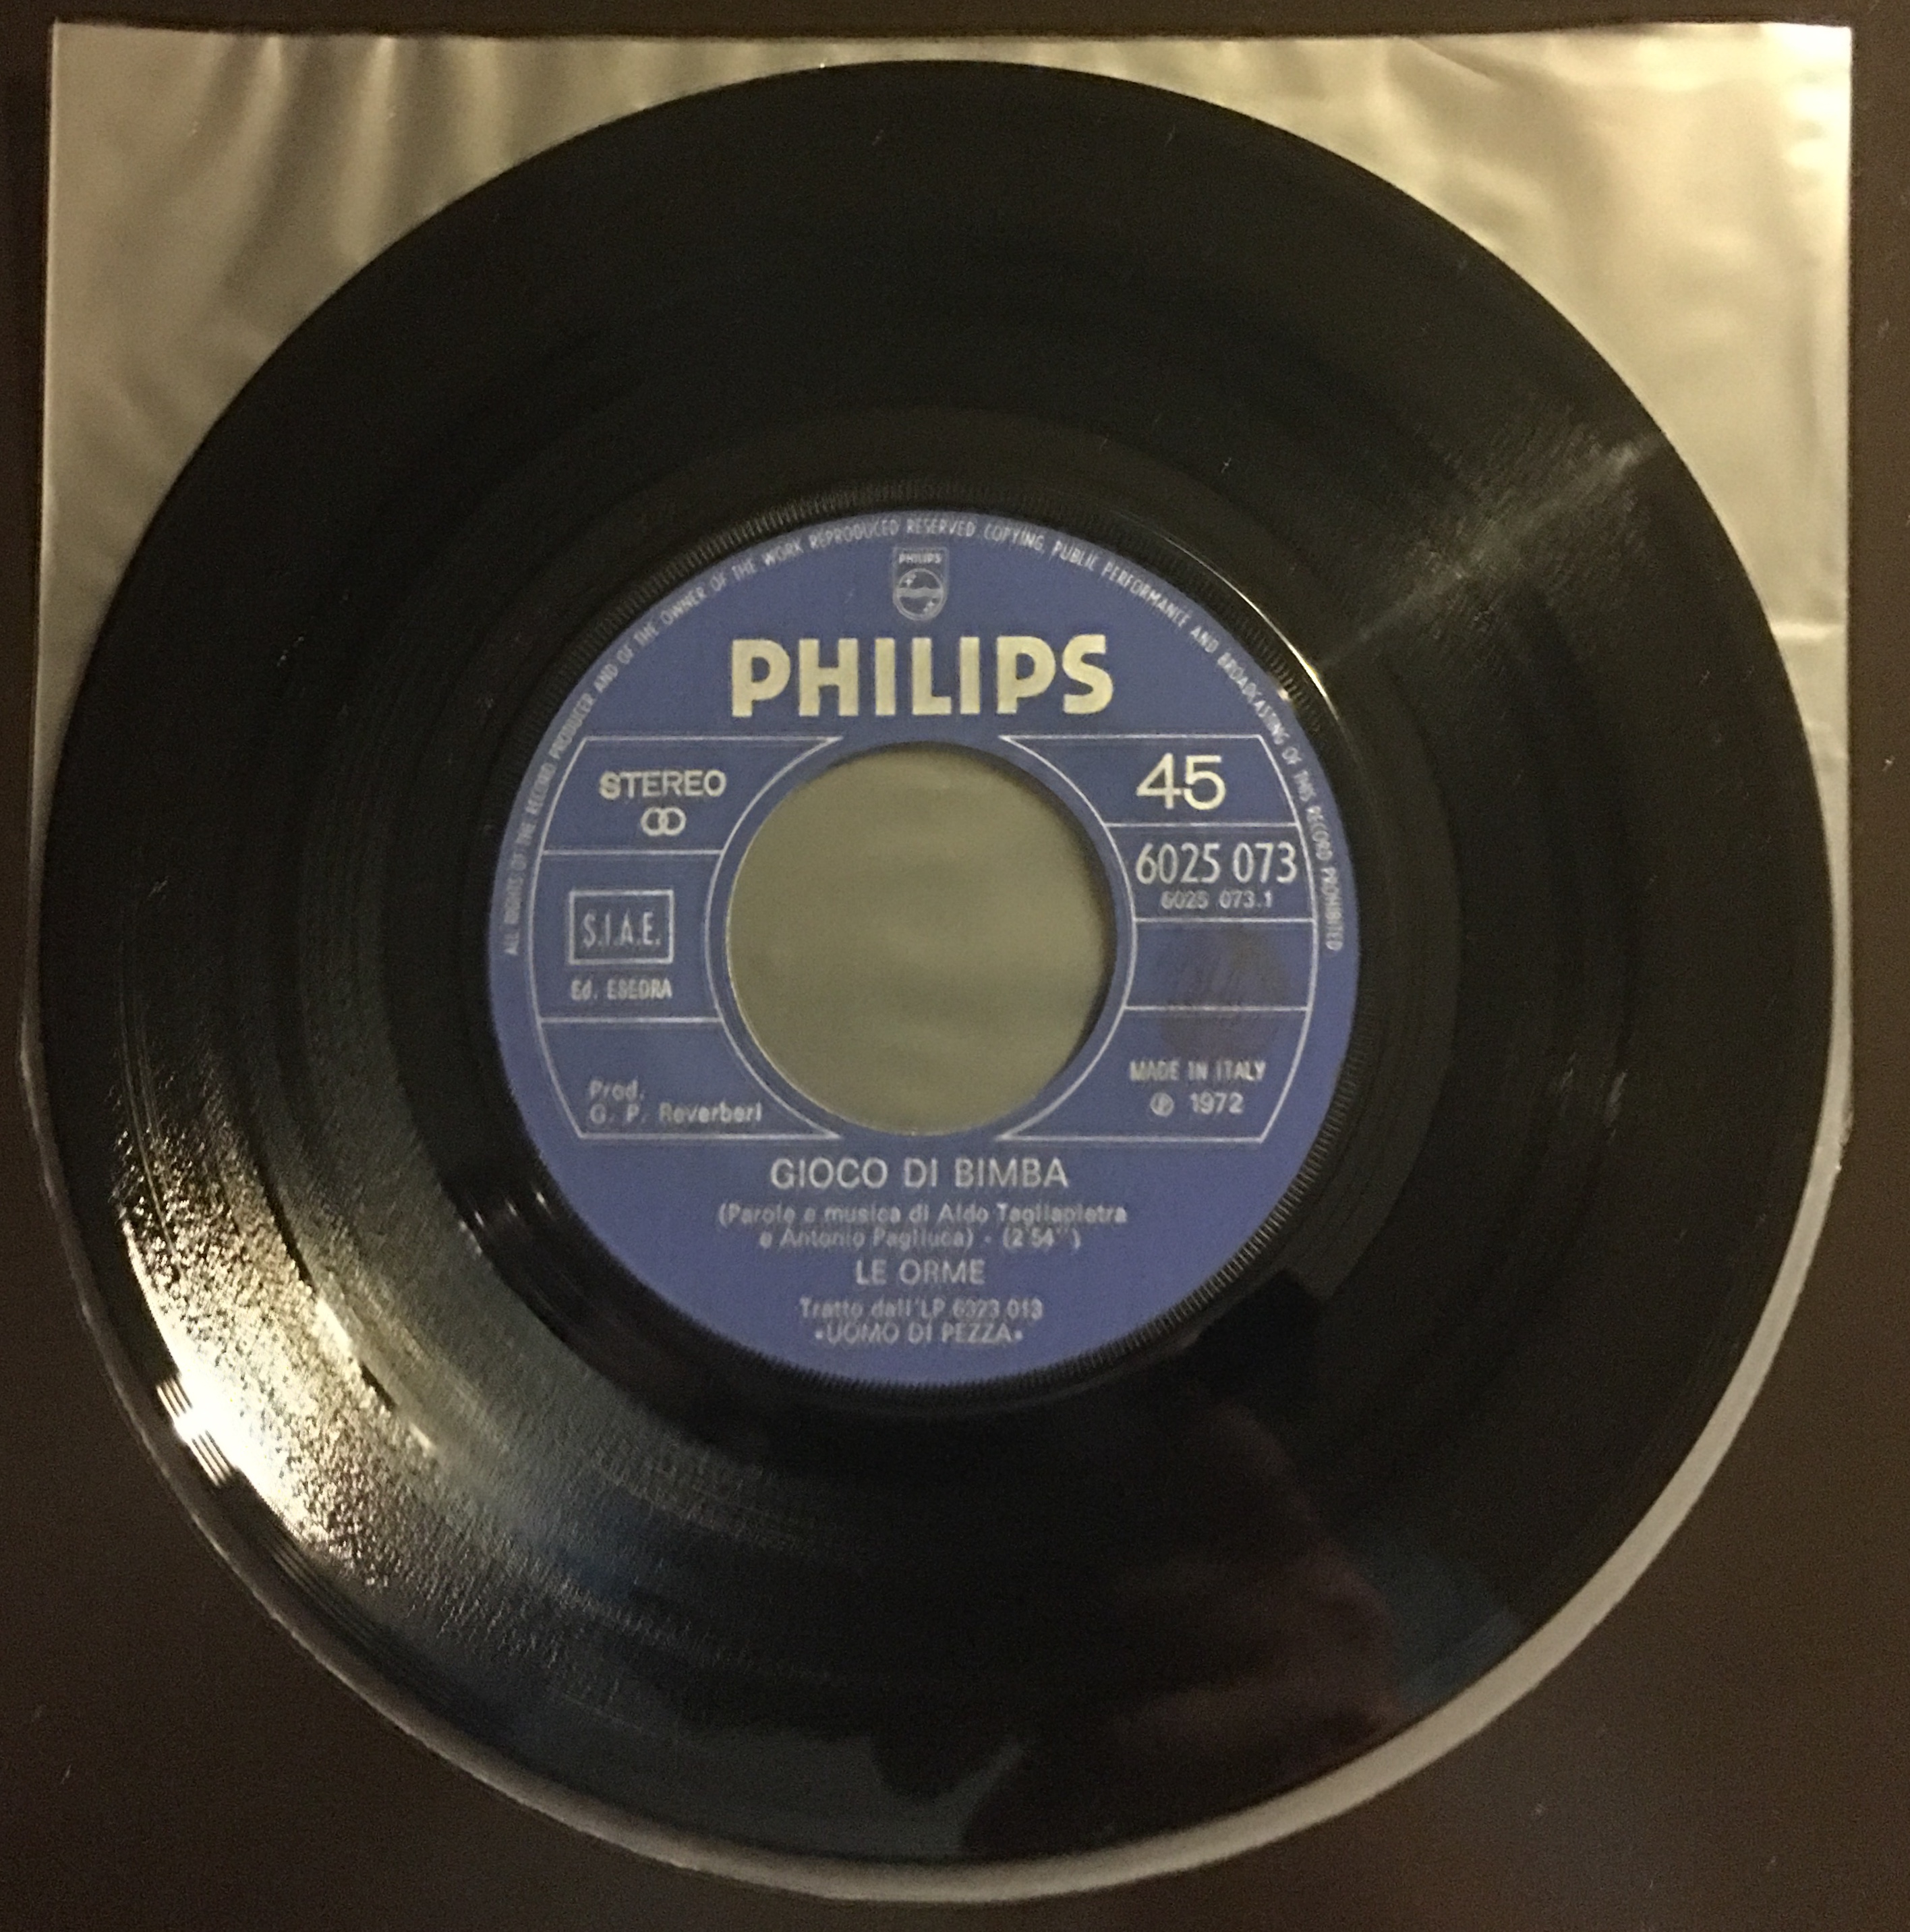 ALL RIGHTS OF THE RECORD PRODUCER AND OF THE OWNER OF THE WORK REPRODUCED RESERVED. COPYING, PUBLIC PERFORMANCE AND BROADCASTING OF THIS RECORD PROHIBITED
PHILIPS
PHILIPS
STEREO
45
6025 073
6025 073.1
S.I.A.E.
Ed. ESEDRA
MADE IN ITALY
Ⓟ 1972
Prod.
G. P. Reverberi
GIOCO DI BIMBA
(Parole e musica di Aldo Tagliapietra
e Antonio Pagliuca) - (2'54'')
LE ORME
Tratto dall'LP 6323 013
«UOMO DI PEZZA»